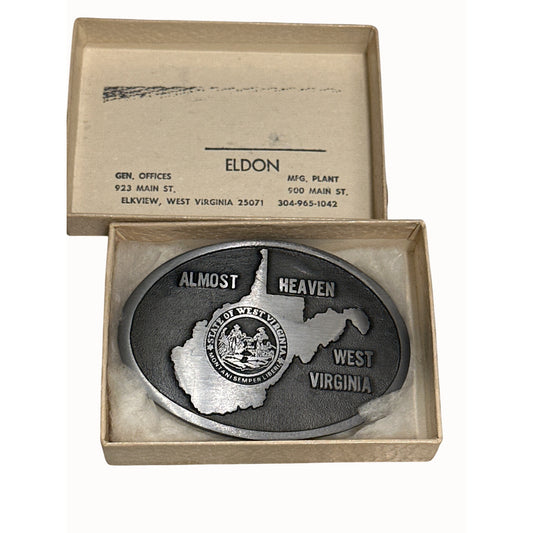 ELDON
GEN. OFFICES
MFG. PLANT
923 MAIN ST.
900 MAIN ST.
ELKVIEW, WEST VIRGINIA 25071 304-965-1042
ALMOST HEAVEN
STATE OF WEST VIRGINIA
MONTANI SEMPER LIBERI
WEST
VIRGINIA